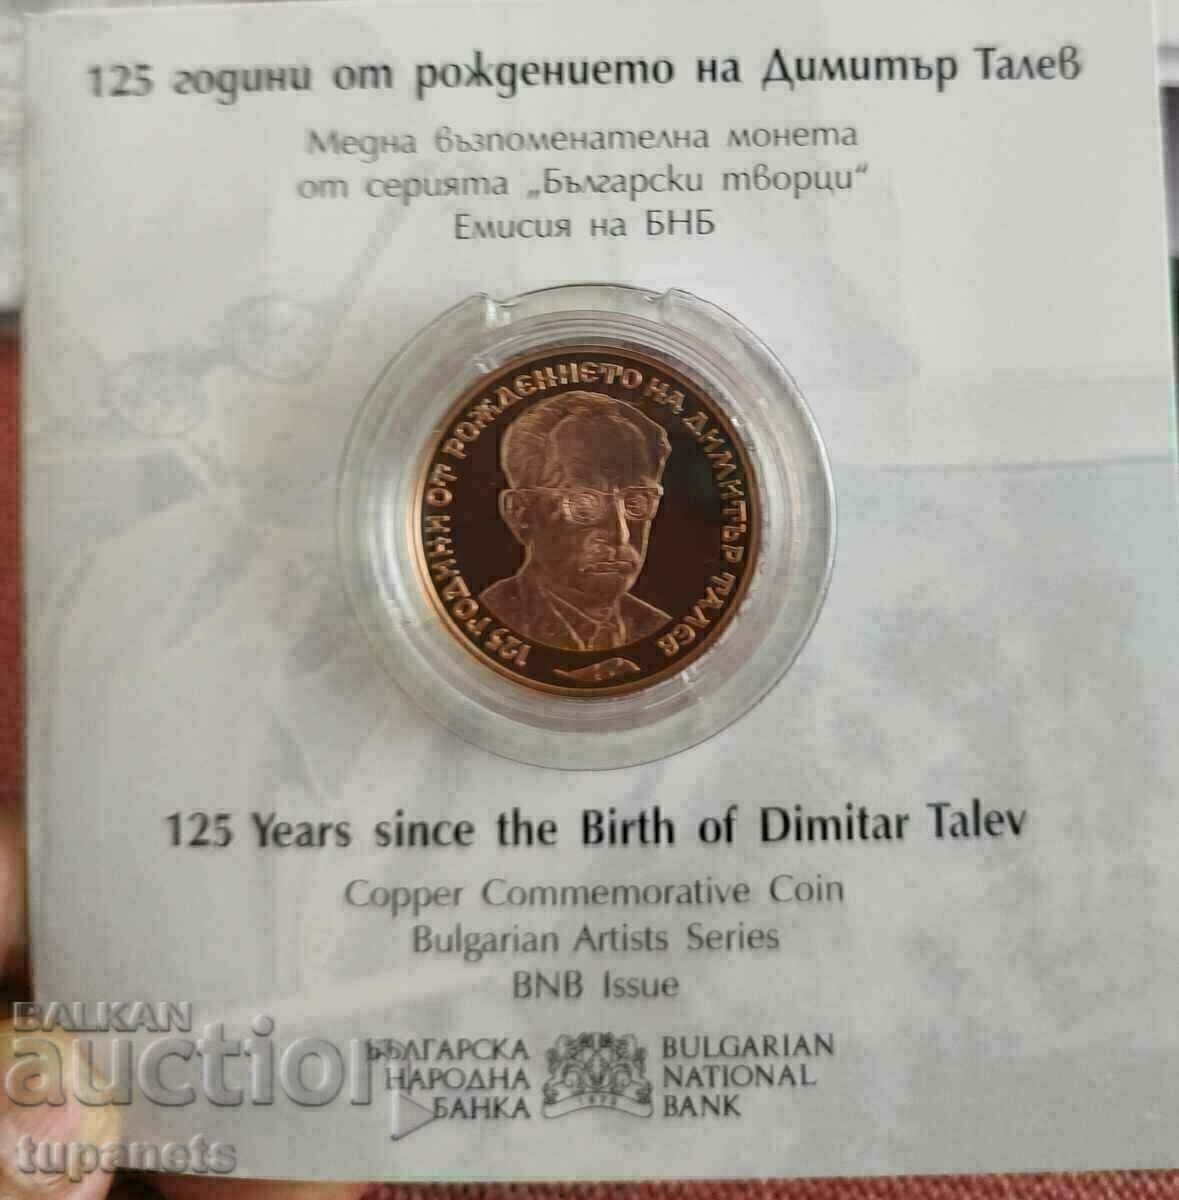 125 години от рождението на Димитър Талев
Медна възпоменателна монета
от серията „Български творци“
Емисия на БНБ
125 ГОДИНИ ОТ РОЖДЕНИЕТО НА ДИМИТЪР ТАЛЕВ
125 Years since the Birth of Dimitar Talev
Copper Commemorative Coin
Bulgarian Artists Series
BNB Issue
БЪЛГАРСКА
НАРОДНА
БАНКА
1879
BULGARIAN
NATIONAL
BANK
BALKAN
auction
tupanets